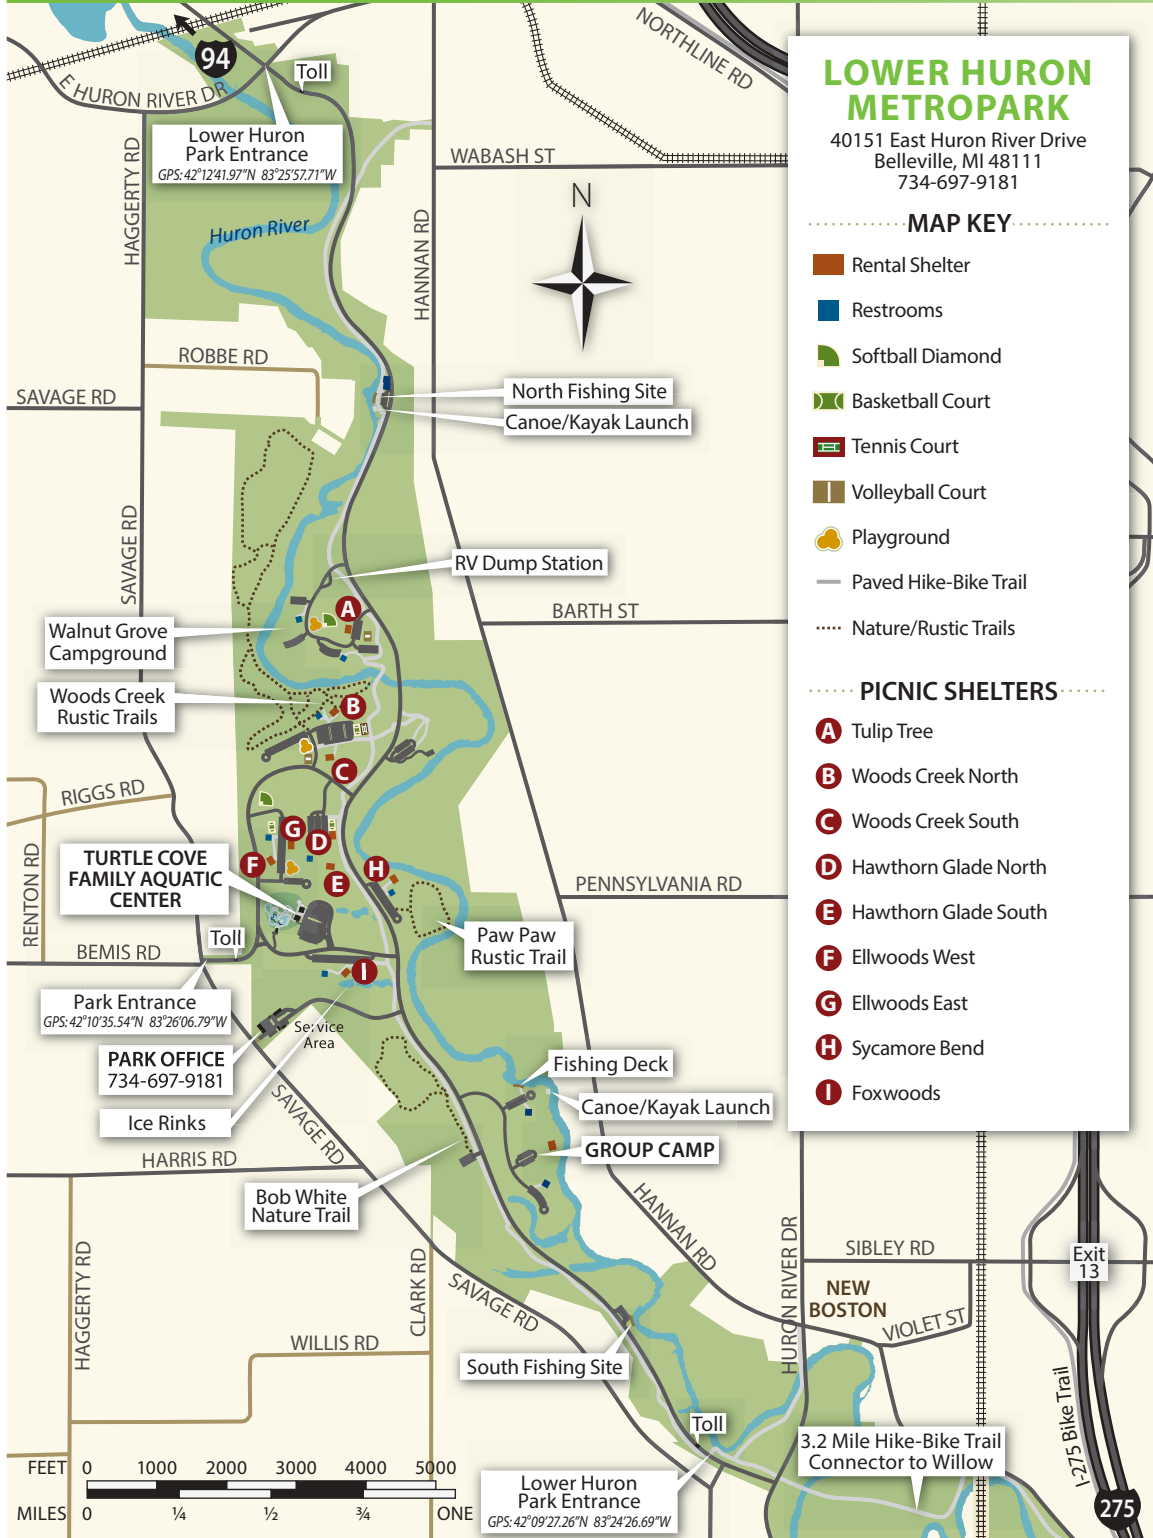 94
Toll
E HURON RIVER DR
NORTHLINE RD
Lower Huron
Park Entrance
GPS: 42°12'41.97"N 83°25'57.71"W
HAGGERTY RD
WABASH ST
N
Huron River
HANNAN RD
ROBBE RD
SAVAGE RD
North Fishing Site
Canoe/Kayak Launch
SAVAGE RD
RV Dump Station
A
BARTH ST
Walnut Grove
Campground
Woods Creek
Rustic Trails
B
C
RIGGS RD
G
D
TURTLE COVE
FAMILY AQUATIC
CENTER
F
H
E
PENNSYLVANIA RD
RENTON RD
Paw Paw
Rustic Trail
Toll
BEMIS RD
I
Park Entrance
GPS: 42°10'35.54"N 83°26'06.79"W
Service
Area
PARK OFFICE
734-697-9181
Fishing Deck
Ice Rinks
Canoe/Kayak Launch
SAVAGE RD
GROUP CAMP
HARRIS RD
Bob White
Nature Trail
HANNAN RD
HURON RIVER DR
SIBLEY RD
Exit
13
HAGGERTY RD
CLARK RD
SAVAGE RD
NEW
BOSTON
VIOLET ST
WILLIS RD
South Fishing Site
I-275 Bike Trail
Toll
3.2 Mile Hike-Bike Trail
Connector to Willow
Lower Huron
Park Entrance
GPS: 42°09'27.26"N 83°24'26.69"W
275
FEET 0 1000 2000 3000 4000 5000
MILES 0 ¼ ½ ¾ ONE
LOWER HURON
METROPARK
40151 East Huron River Drive
Belleville, MI 48111
734-697-9181
MAP KEY
Rental Shelter
Restrooms
Softball Diamond
Basketball Court
Tennis Court
Volleyball Court
Playground
Paved Hike-Bike Trail
Nature/Rustic Trails
PICNIC SHELTERS
A Tulip Tree
B Woods Creek North
C Woods Creek South
D Hawthorn Glade North
E Hawthorn Glade South
F Ellwoods West
G Ellwoods East
H Sycamore Bend
I Foxwoods